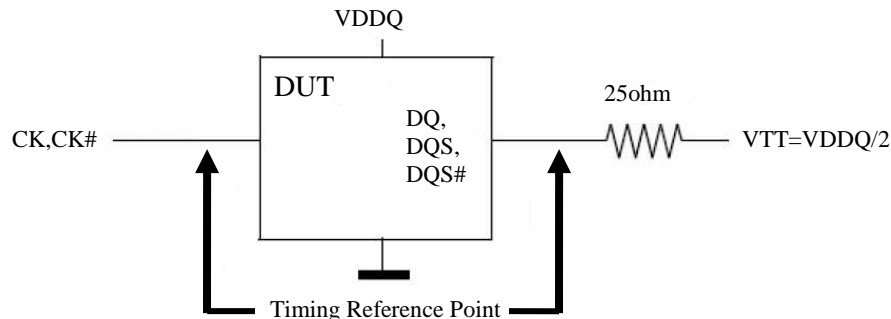 VDDQ
DUT
25ohm
DQ,
DQS,
DQS#
CK,CK#
VTT=VDDQ/2
Timing Reference Point